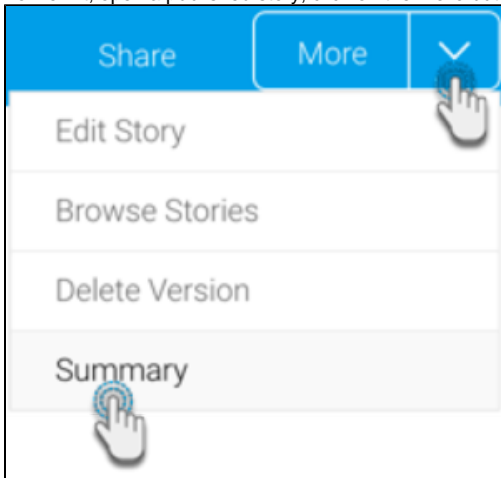 Share More
Edit Story
Browse Stories
Delete Version
Summary